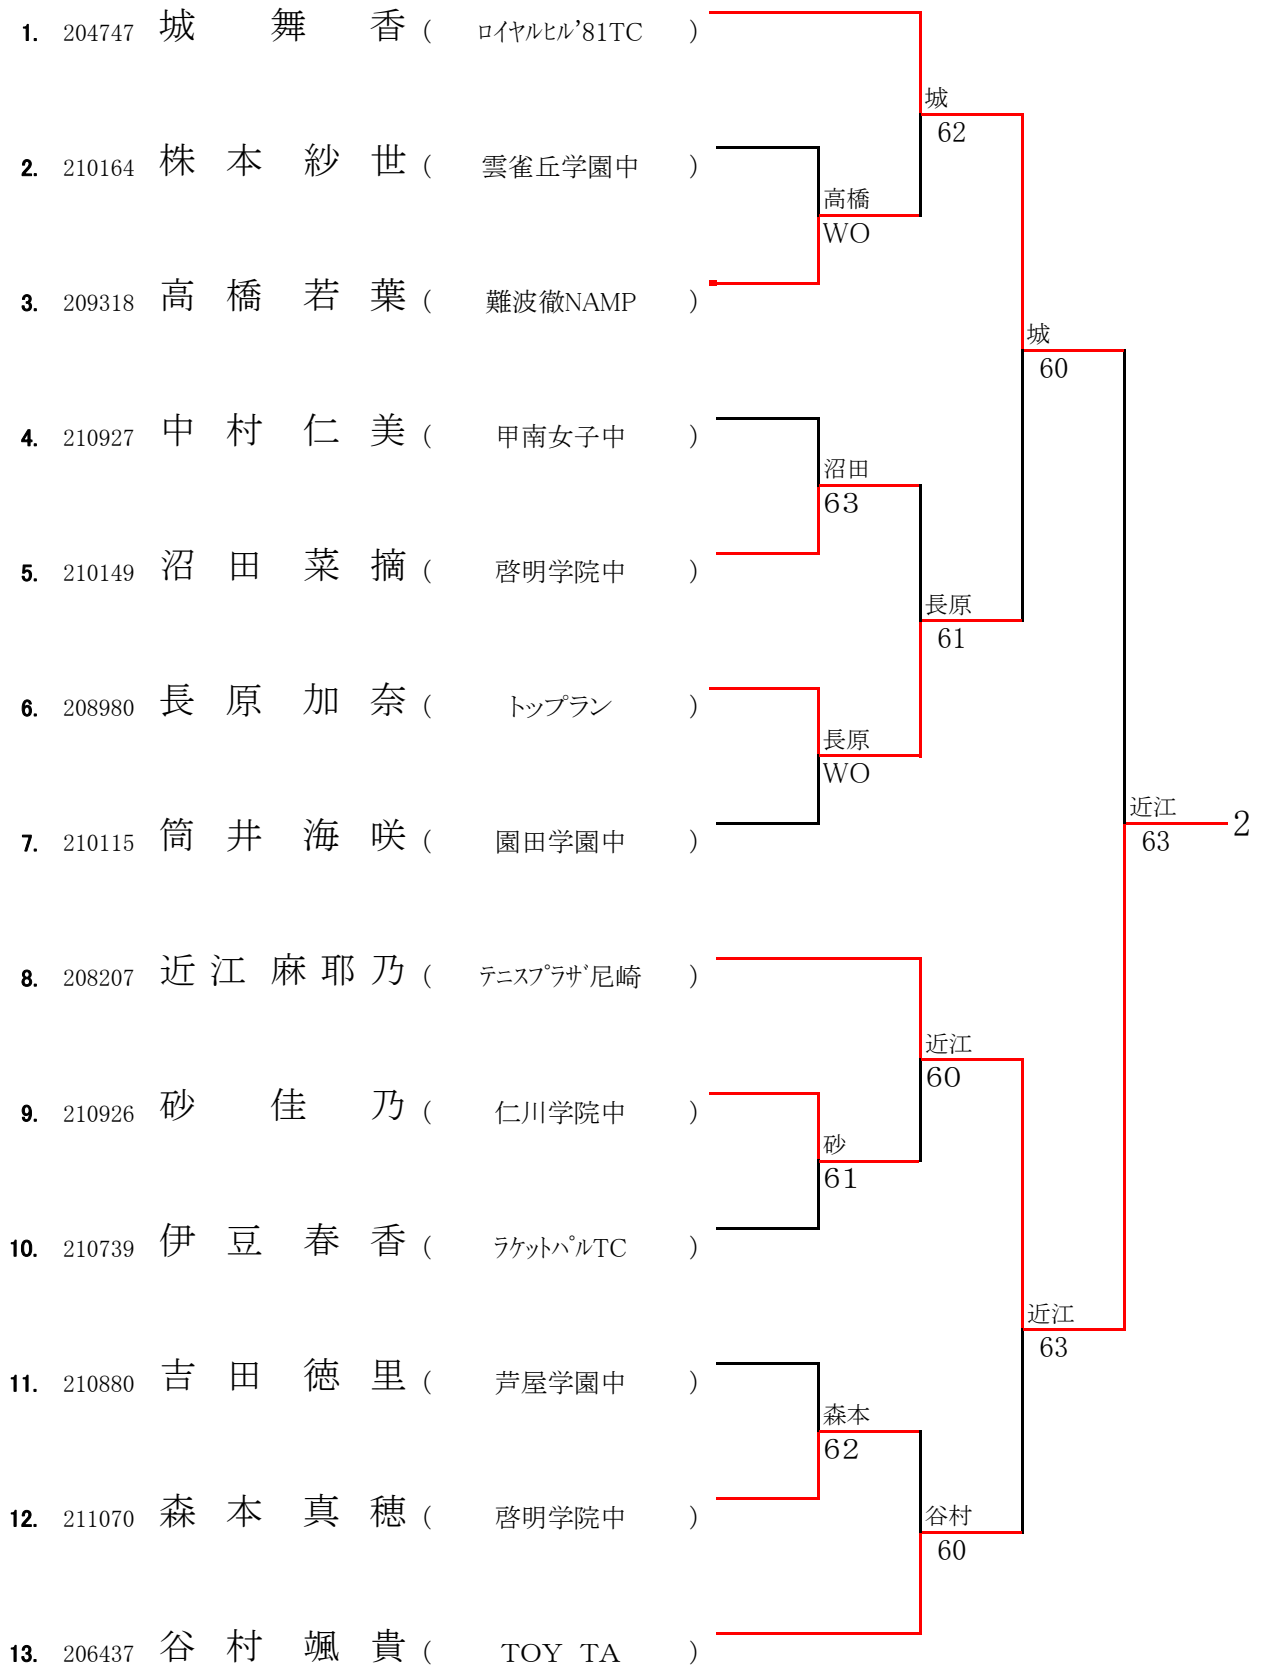 1. 204747 城 舞 香 ( ﾛｲﾔﾙﾋﾙ'81TC )
城
62
2. 210164 株 本 紗 世 ( 雲雀丘学園中 )
高橋
WO
3. 209318 高 橋 若 葉 ( 難波徹NAMP )
城
60
4. 210927 中 村 仁 美 ( 甲南女子中 )
沼田
63
5. 210149 沼 田 菜 摘 ( 啓明学院中 )
長原
61
6. 208980 長 原 加 奈 ( トップラン )
長原
WO
7. 210115 筒 井 海 咲 ( 園田学園中 )
近江
63
2
8. 208207 近 江 麻 耶 乃 ( ﾃﾆｽﾌﾟﾗｻﾞ尼崎 )
近江
60
9. 210926 砂 佳 乃 ( 仁川学院中 )
砂
61
10. 210739 伊 豆 春 香 ( ﾗｹｯﾄﾊﾟﾙTC )
近江
63
11. 210880 吉 田 徳 里 ( 芦屋学園中 )
森本
62
12. 211070 森 本 真 穂 ( 啓明学院中 )
谷村
60
13. 206437 谷 村 颯 貴 ( TOY TA )